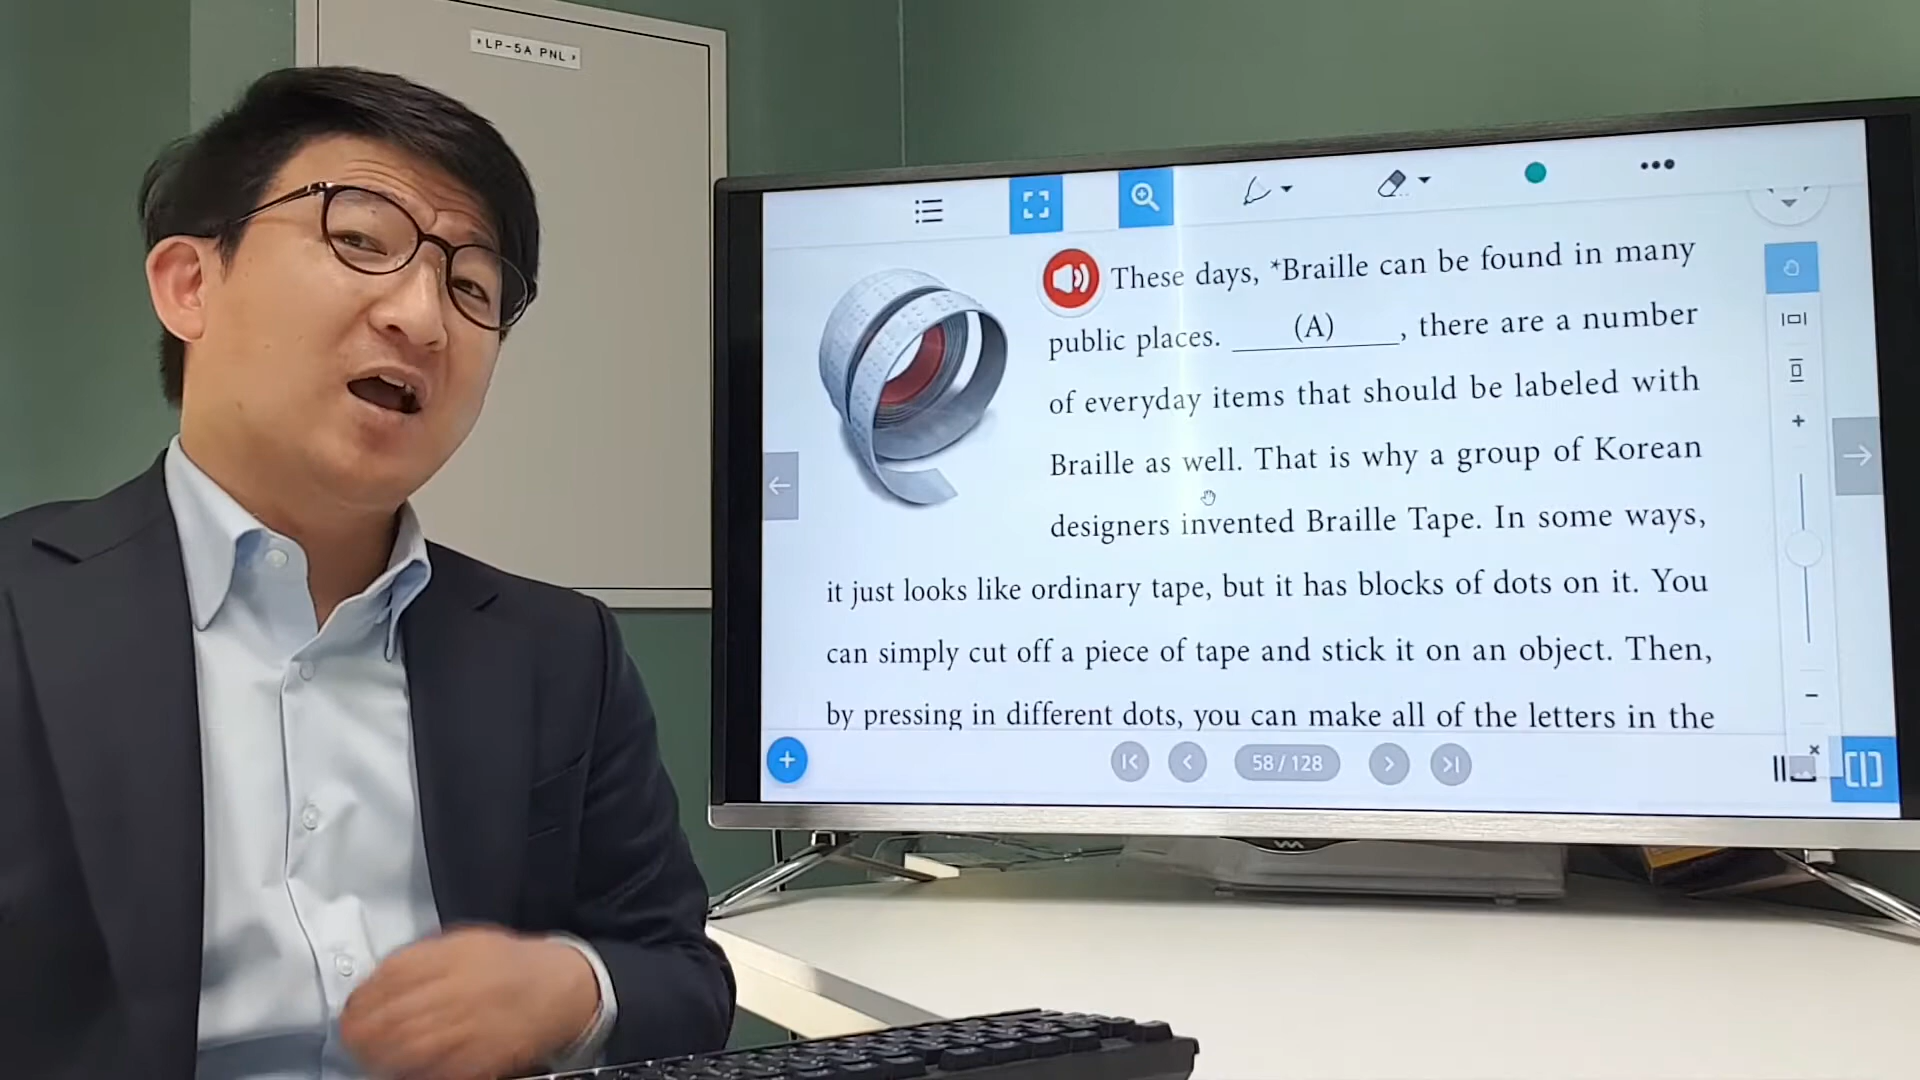 *LP-5A PNL*
These days, *Braille can be found in many
public places. ____(A)____, there are a number
of everyday items that should be labeled with
Braille as well. That is why a group of Korean
designers invented Braille Tape. In some ways,
it just looks like ordinary tape, but it has blocks of dots on it. You
can simply cut off a piece of tape and stick it on an object. Then,
by pressing in different dots, you can make all of the letters in the
58 / 128